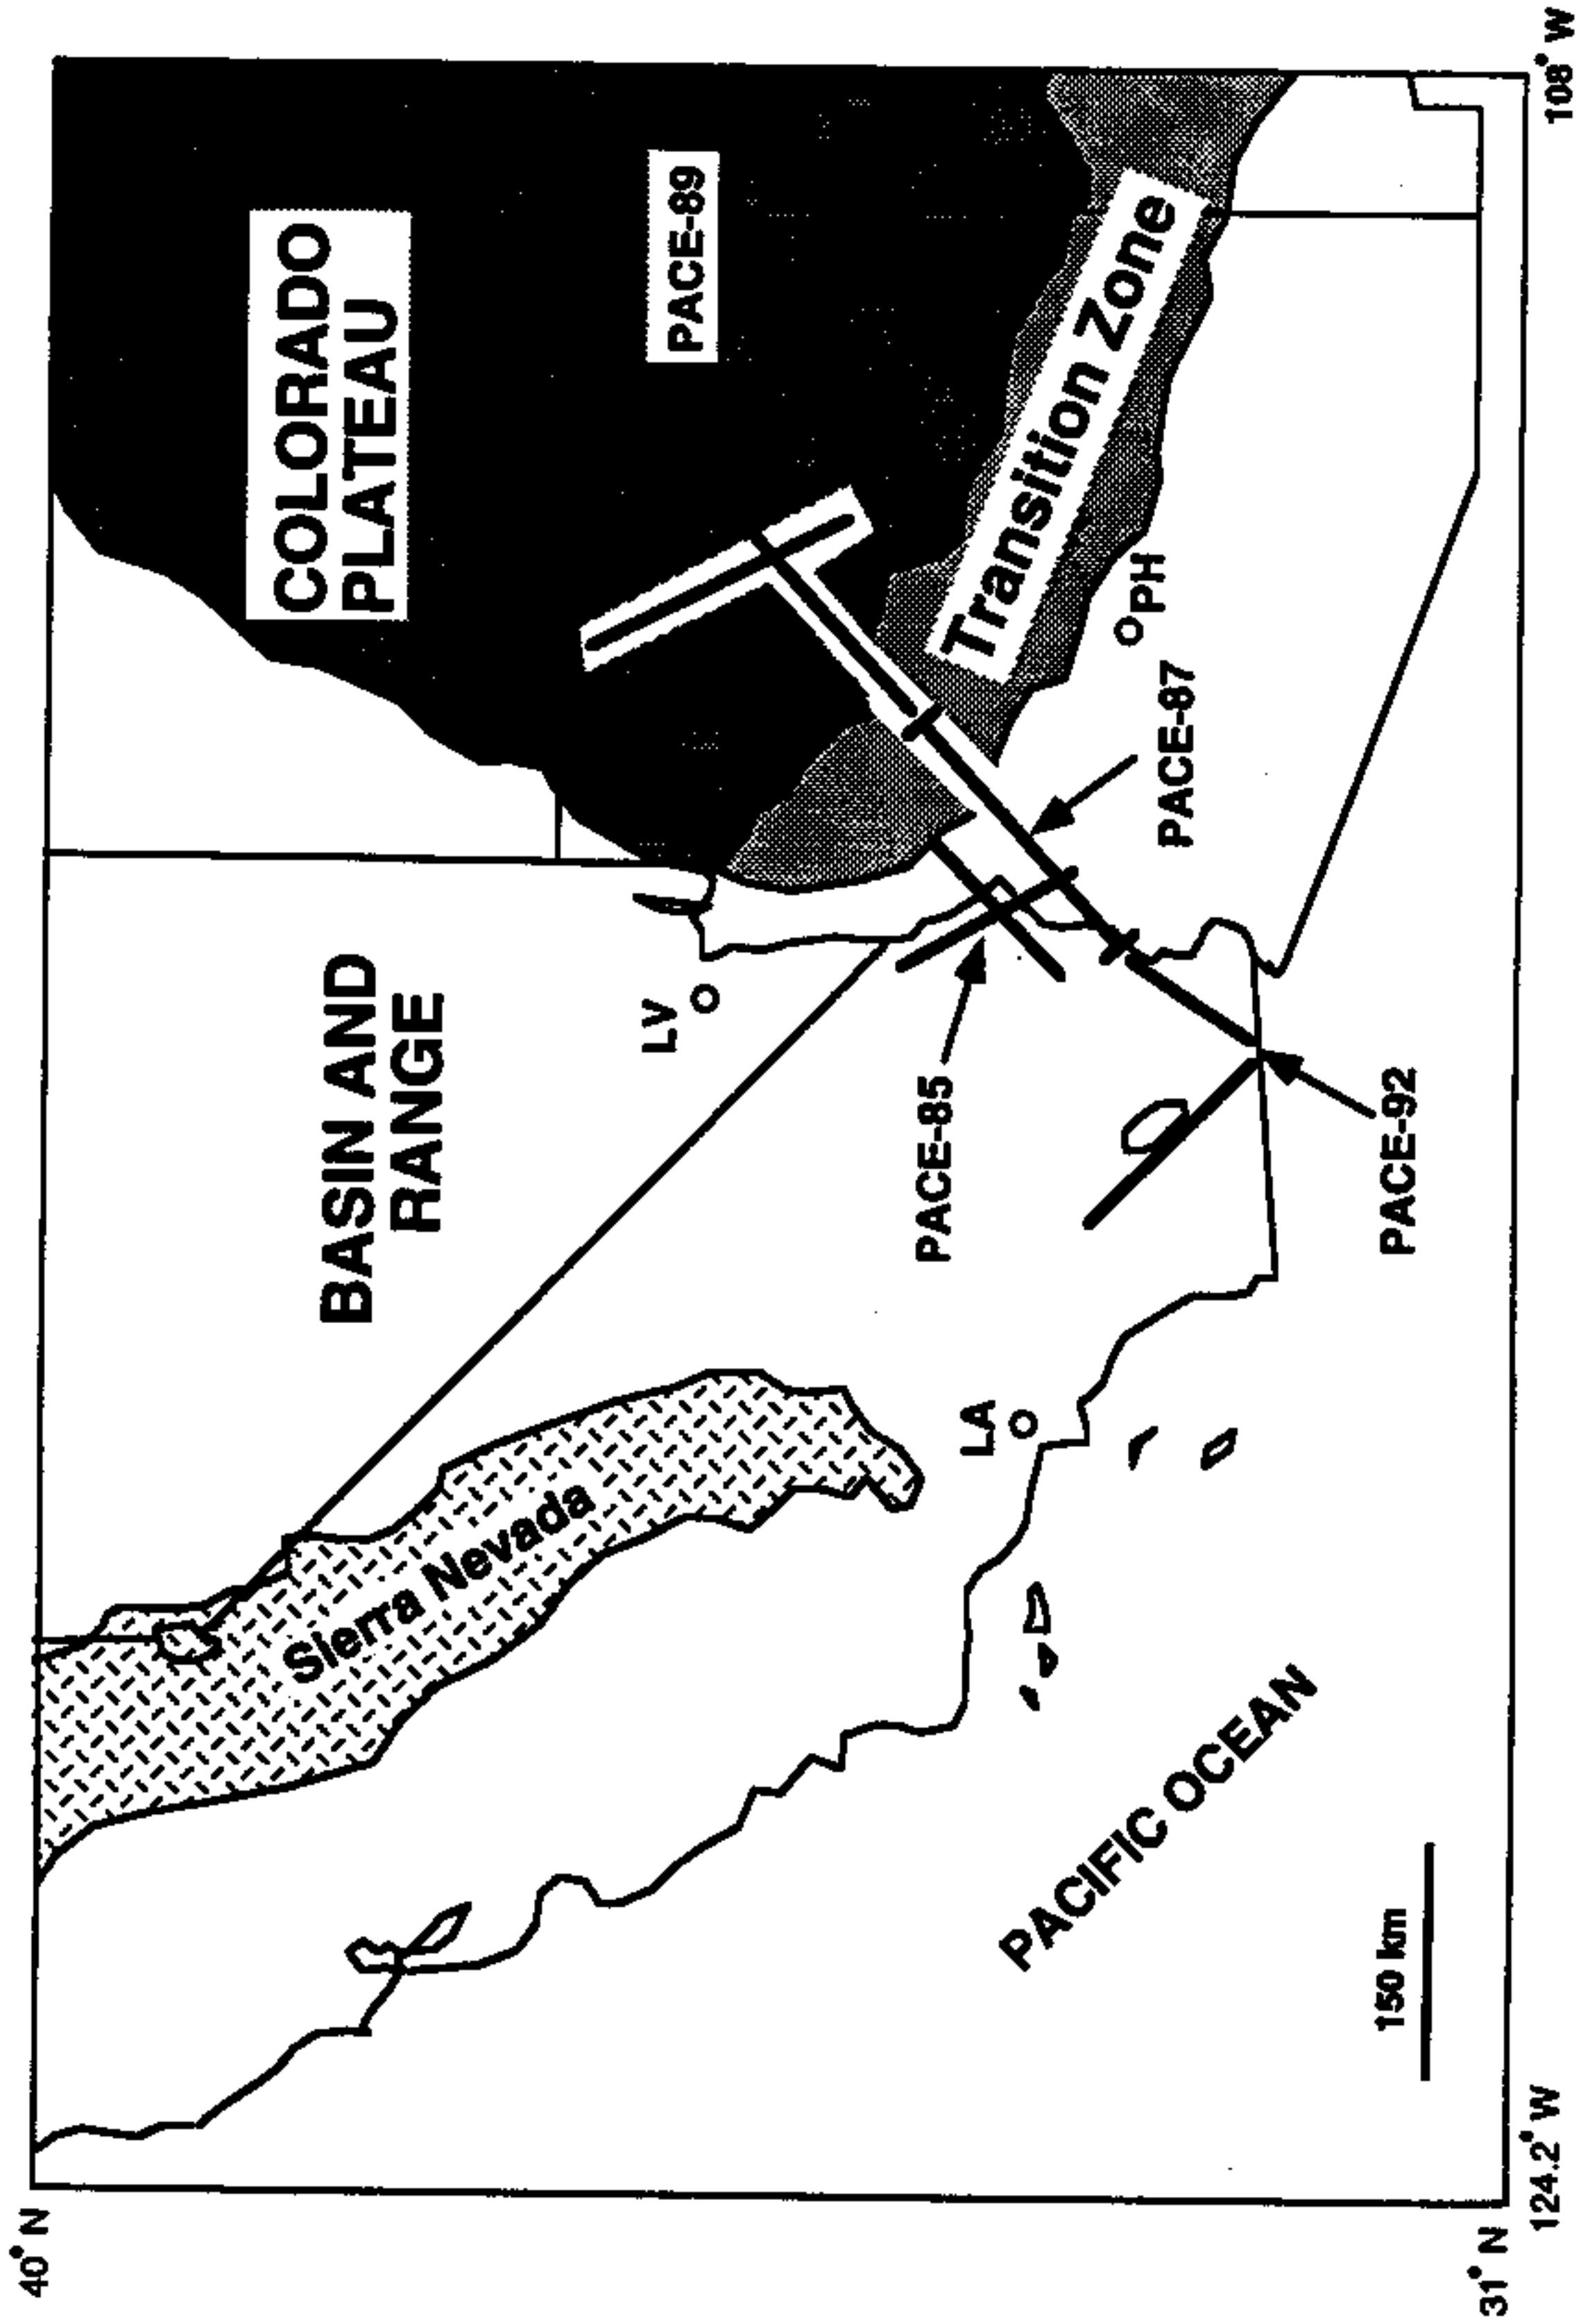 40° N
BASIN AND
RANGE
COLORADO
PLATEAU
Sierra Nevada
LV
PACE-89
LA
PACE-85
Transition Zone
PH
PACE-87
PACIFIC OCEAN
PACE-92
150 km
31° N
124.2° W
108° W